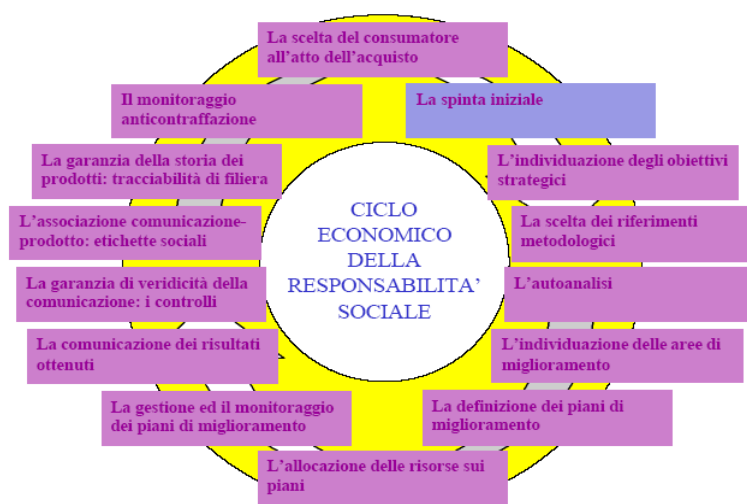 La scelta del consumatore
all'atto dell'acquisto
La spinta iniziale
L'individuazione degli obiettivi
strategici
La scelta dei riferimenti
metodologici
L'autoanalisi
L'individuazione delle aree di
miglioramento
La definizione dei piani di
miglioramento
L'allocazione delle risorse sui
piani
La gestione ed il monitoraggio
dei piani di miglioramento
La comunicazione dei risultati
ottenuti
La garanzia di veridicità della
comunicazione: i controlli
L'associazione comunicazione-
prodotto: etichette sociali
La garanzia della storia dei
prodotti: tracciabilità di filiera
Il monitoraggio
anticontraffazione
CICLO
ECONOMICO
DELLA
RESPONSABILITA'
SOCIALE